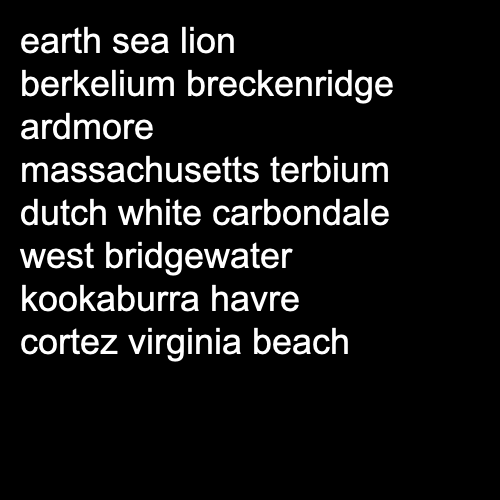 earth sea lion
berkelium breckenridge
ardmore
massachusetts terbium
dutch white carbondale
west bridgewater
kookaburra havre
cortez virginia beach